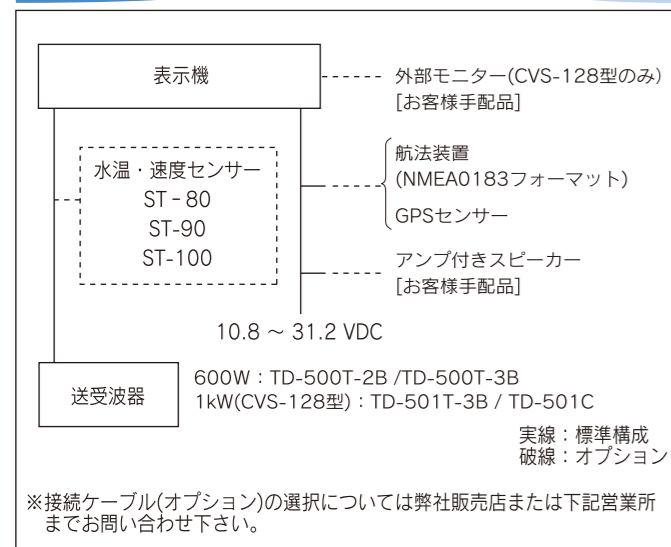 表示機
外部モニター(CVS-128型のみ)
[お客様手配品]
水温・速度センサー
ST‐80
ST-90
ST-100
航法装置
(NMEA0183フォーマット)
GPSセンサー
アンプ付きスピーカー
[お客様手配品]
10.8 ～ 31.2 VDC
送受波器
600W：TD-500T-2B /TD-500T-3B
1kW(CVS-128型)：TD-501T-3B / TD-501C
実線：標準構成
破線：オプション
※接続ケーブル(オプション)の選択については弊社販売店または下記営業所
までお問い合わせ下さい。